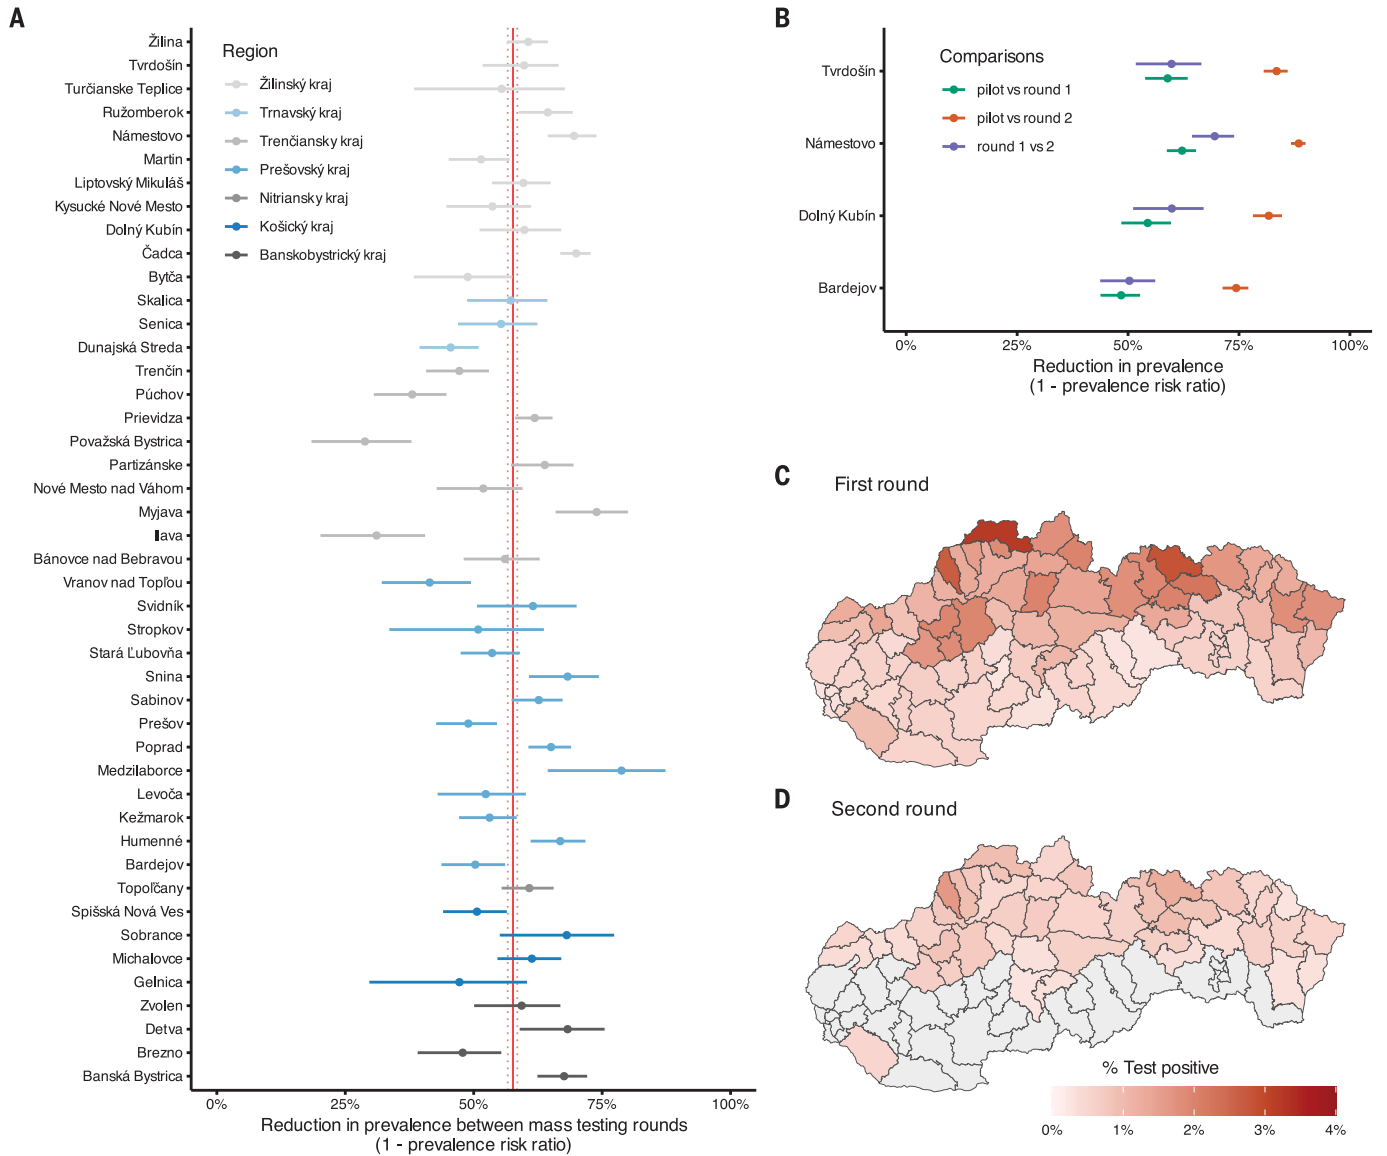 A
Žilina
Tvrdošín
Turčianske Teplice
Ružomberok
Námestovo
Martin
Liptovský Mikuláš
Kysucké Nové Mesto
Dolný Kubín
Čadca
Bytča
Skalica
Senica
Dunajská Streda
Trenčín
Púchov
Prievidza
Považská Bystrica
Partizánske
Nové Mesto nad Váhom
Myjava
Ilava
Bánovce nad Bebravou
Vranov nad Topľou
Svidník
Stropkov
Stará Ľubovňa
Snina
Sabinov
Prešov
Poprad
Medzilaborce
Levoča
Kežmarok
Humenné
Bardejov
Topoľčany
Spišská Nová Ves
Sobrance
Michalovce
Gelnica
Zvolen
Detva
Brezno
Banská Bystrica
Region
Žilinský kraj
Trnavský kraj
Trenčiansky kraj
Prešovský kraj
Nitriansky kraj
Košický kraj
Banskobystrický kraj
0% 25% 50% 75% 100%
Reduction in prevalence between mass testing rounds
(1 - prevalence risk ratio)
B
Tvrdošín
Námestovo
Dolný Kubín
Bardejov
Comparisons
pilot vs round 1
pilot vs round 2
round 1 vs 2
0% 25% 50% 75% 100%
Reduction in prevalence
(1 - prevalence risk ratio)
C
First round
D
Second round
% Test positive
0% 1% 2% 3% 4%